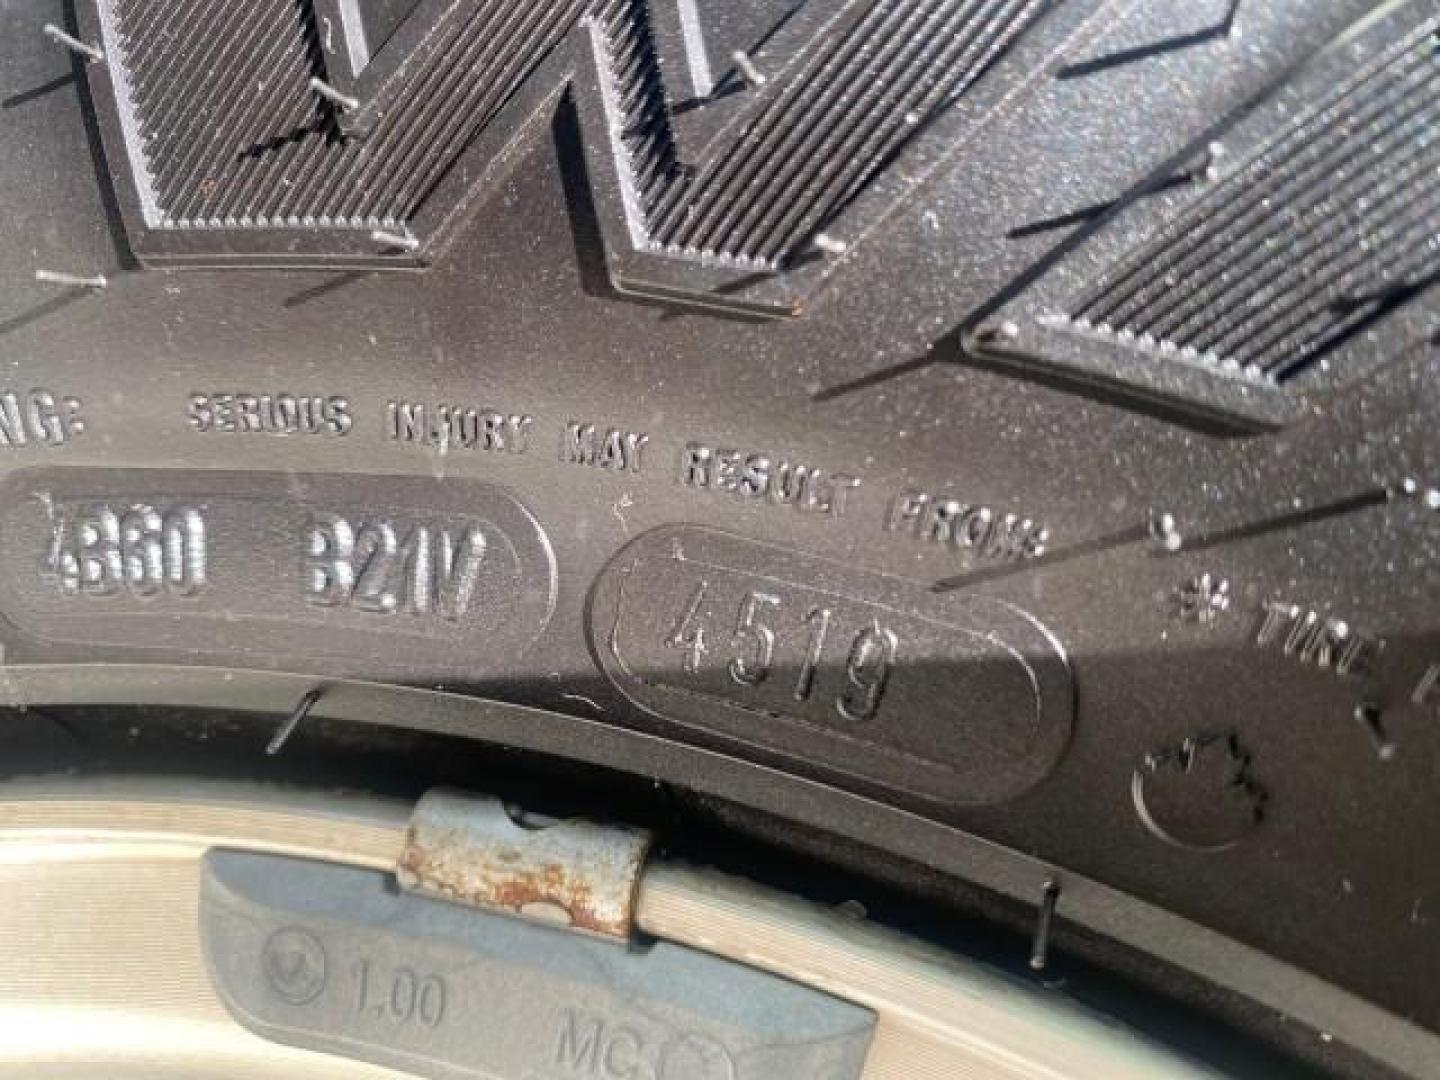 NG: SERIOUS INJURY MAY RESULT FROM:
4B60 B21V 4519
* TIRE
1.00 MC